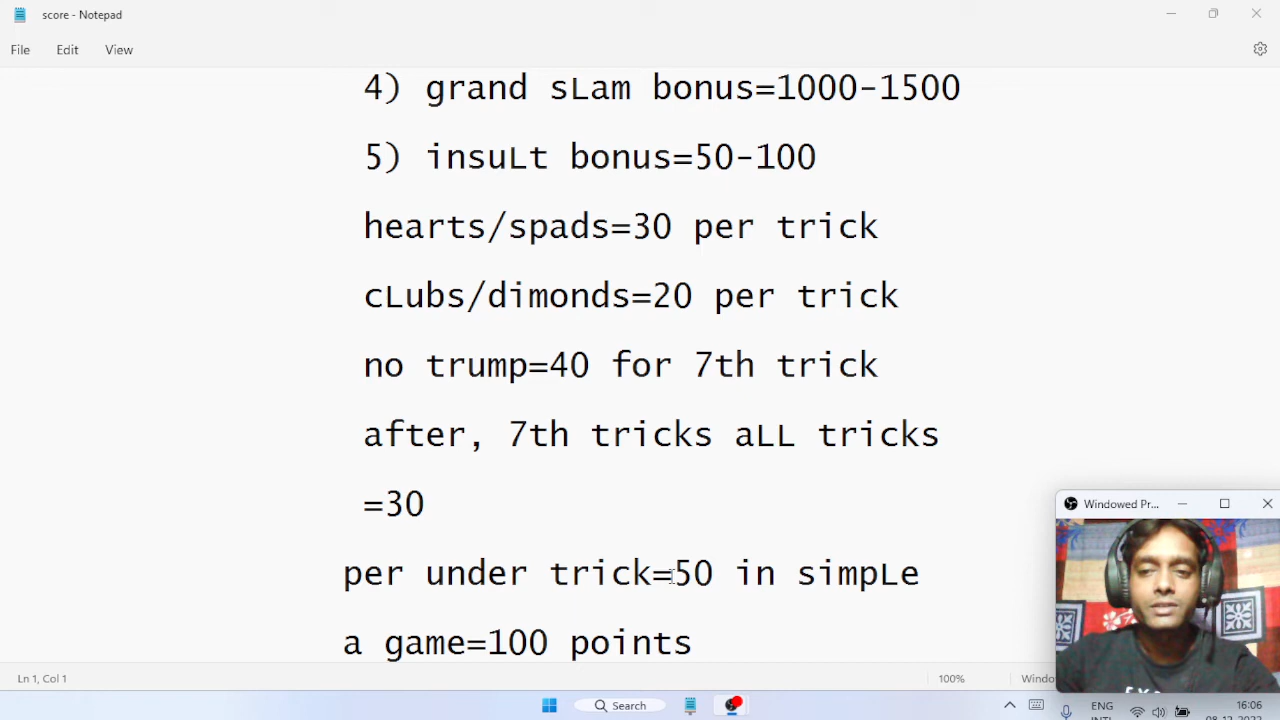 score - Notepad
File Edit View
4) grand sLam bonus=1000-1500
5) insuLt bonus=50-100
hearts/spads=30 per trick
cLubs/dimonds=20 per trick
no trump=40 for 7th trick
after, 7th tricks aLL tricks
=30
per under trick=50 in simpLe
a game=100 points
Windowed Pr...
Ln 1, Col 1
100%
Search
ENG
16:06